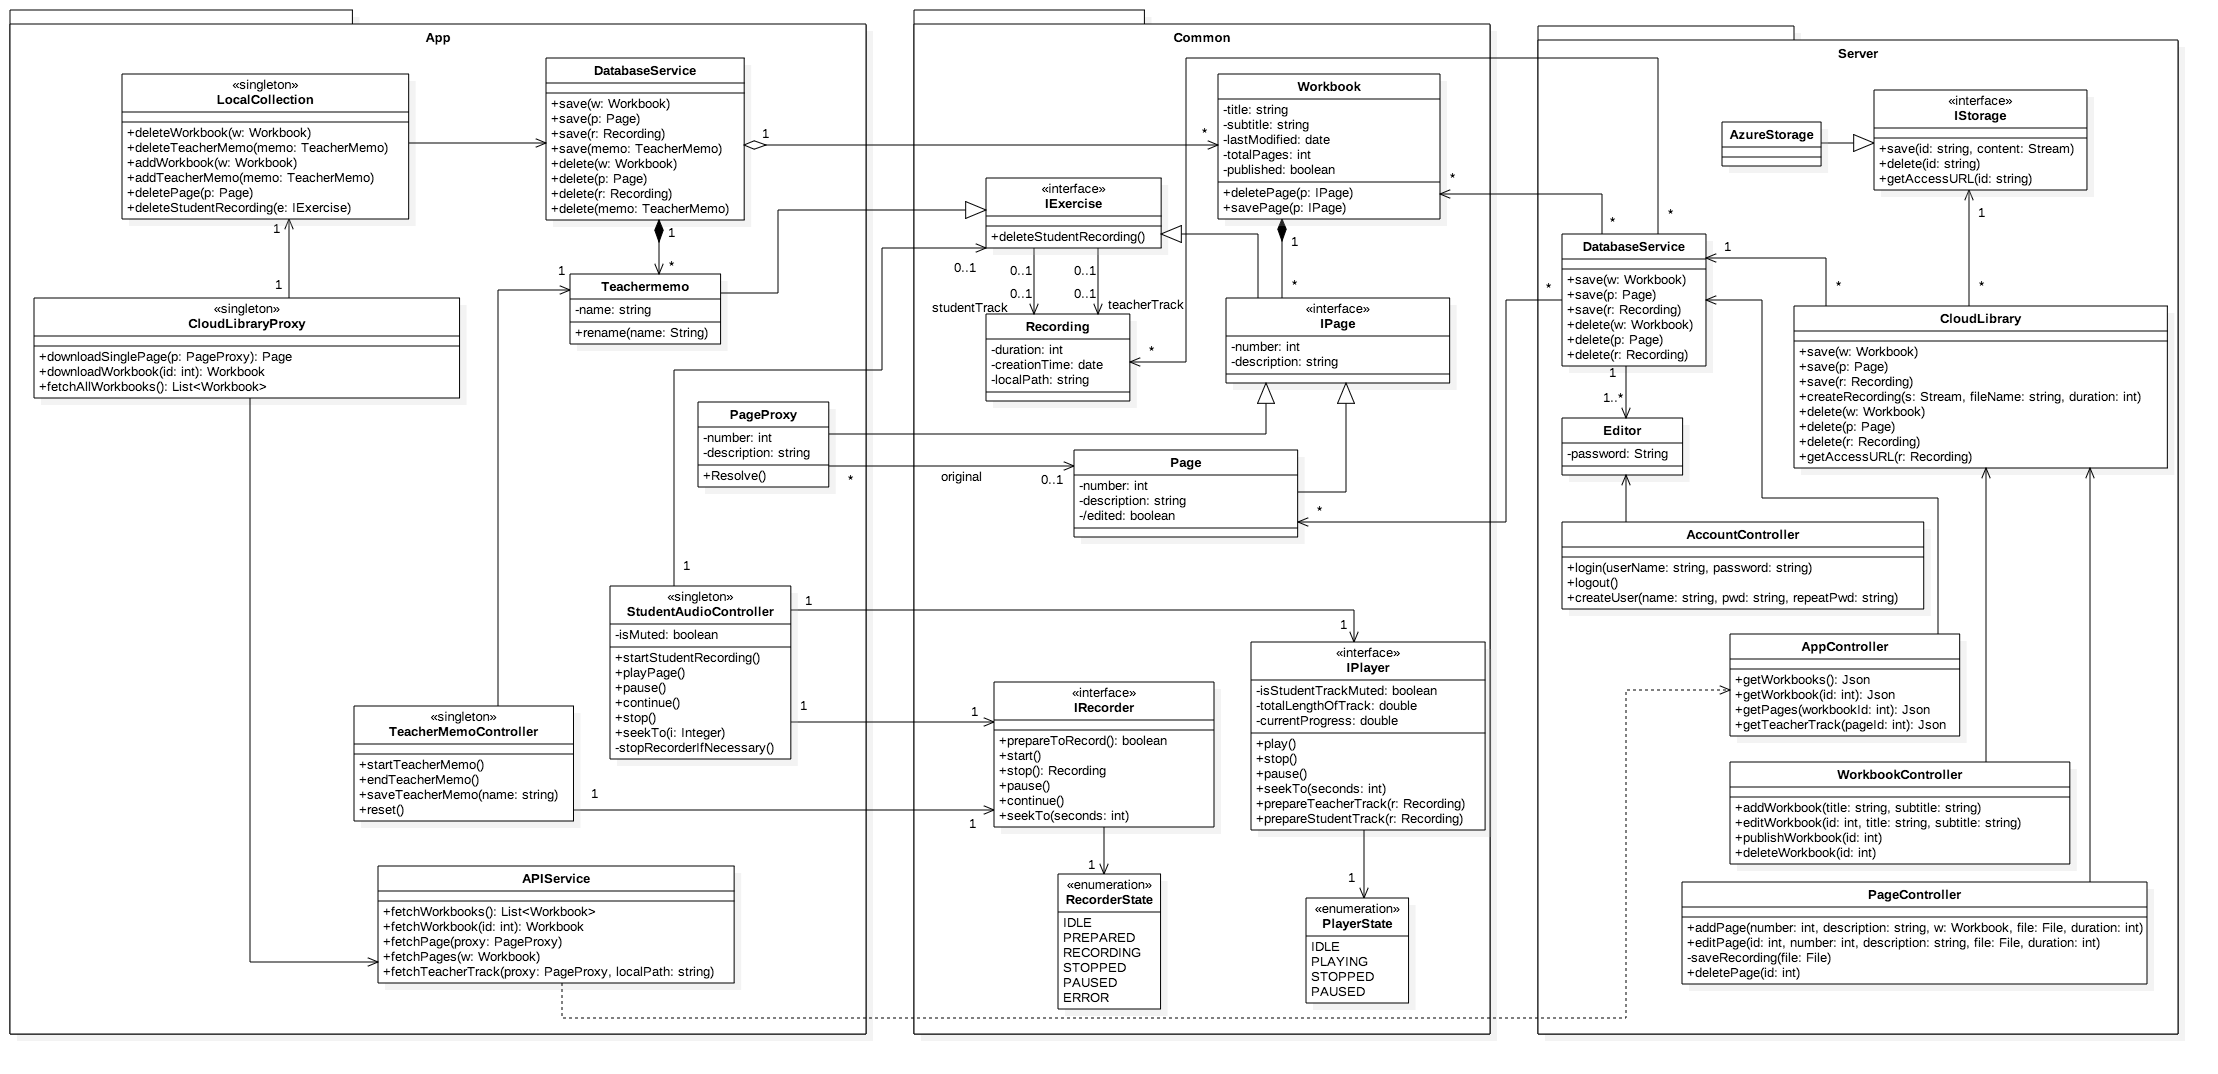 App
«singleton»
LocalCollection
+deleteWorkbook(w: Workbook)
+deleteTeacherMemo(memo: TeacherMemo)
+addWorkbook(w: Workbook)
+addTeacherMemo(memo: TeacherMemo)
+deletePage(p: Page)
+deleteStudentRecording(e: IExercise)
1
1
DatabaseService
+save(w: Workbook)
+save(p: Page)
+save(r: Recording)
+save(memo: TeacherMemo)
+delete(w: Workbook)
+delete(p: Page)
+delete(r: Recording)
+delete(memo: TeacherMemo)
1
*
1
*
1
Teachermemo
-name: string
+rename(name: String)
«singleton»
CloudLibraryProxy
+downloadSinglePage(p: PageProxy): Page
+downloadWorkbook(id: int): Workbook
+fetchAllWorkbooks(): List<Workbook>
PageProxy
-number: int
-description: string
+Resolve()
*
original
0..1
1
«singleton»
StudentAudioController
-isMuted: boolean
+startStudentRecording()
+playPage()
+pause()
+continue()
+stop()
+seekTo(i: Integer)
-stopRecorderIfNecessary()
1
1
1
1
«singleton»
TeacherMemoController
+startTeacherMemo()
+endTeacherMemo()
+saveTeacherMemo(name: string)
+reset()
1
1
APIService
+fetchWorkbooks(): List<Workbook>
+fetchWorkbook(id: int): Workbook
+fetchPage(proxy: PageProxy)
+fetchPages(w: Workbook)
+fetchTeacherTrack(proxy: PageProxy, localPath: string)
Common
Workbook
-title: string
-subtitle: string
-lastModified: date
-totalPages: int
-published: boolean
+deletePage(p: IPage)
+savePage(p: IPage)
*
1
*
«interface»
IExercise
+deleteStudentRecording()
0..1
0..1
0..1
0..1
0..1
studentTrack
teacherTrack
Recording
-duration: int
-creationTime: date
-localPath: string
*
«interface»
IPage
-number: int
-description: string
Page
-number: int
-description: string
-/edited: boolean
*
«interface»
IPlayer
-isStudentTrackMuted: boolean
-totalLengthOfTrack: double
-currentProgress: double
+play()
+stop()
+pause()
+seekTo(seconds: int)
+prepareTeacherTrack(r: Recording)
+prepareStudentTrack(r: Recording)
1
«interface»
IRecorder
+prepareToRecord(): boolean
+start()
+stop(): Recording
+pause()
+continue()
+seekTo(seconds: int)
1
«enumeration»
RecorderState
IDLE
PREPARED
RECORDING
STOPPED
PAUSED
ERROR
«enumeration»
PlayerState
IDLE
PLAYING
STOPPED
PAUSED
Server
AzureStorage
«interface»
IStorage
+save(id: string, content: Stream)
+delete(id: string)
+getAccessURL(id: string)
1
*
*
*
*
DatabaseService
+save(w: Workbook)
+save(p: Page)
+save(r: Recording)
+delete(w: Workbook)
+delete(p: Page)
+delete(r: Recording)
1
*
1
1..*
CloudLibrary
+save(w: Workbook)
+save(p: Page)
+save(r: Recording)
+createRecording(s: Stream, fileName: string, duration: int)
+delete(w: Workbook)
+delete(p: Page)
+delete(r: Recording)
+getAccessURL(r: Recording)
Editor
-password: String
AccountController
+login(userName: string, password: string)
+logout()
+createUser(name: string, pwd: string, repeatPwd: string)
AppController
+getWorkbooks(): Json
+getWorkbook(id: int): Json
+getPages(workbookId: int): Json
+getTeacherTrack(pageId: int): Json
WorkbookController
+addWorkbook(title: string, subtitle: string)
+editWorkbook(id: int, title: string, subtitle: string)
+publishWorkbook(id: int)
+deleteWorkbook(id: int)
PageController
+addPage(number: int, description: string, w: Workbook, file: File, duration: int)
+editPage(id: int, number: int, description: string, file: File, duration: int)
-saveRecording(file: File)
+deletePage(id: int)